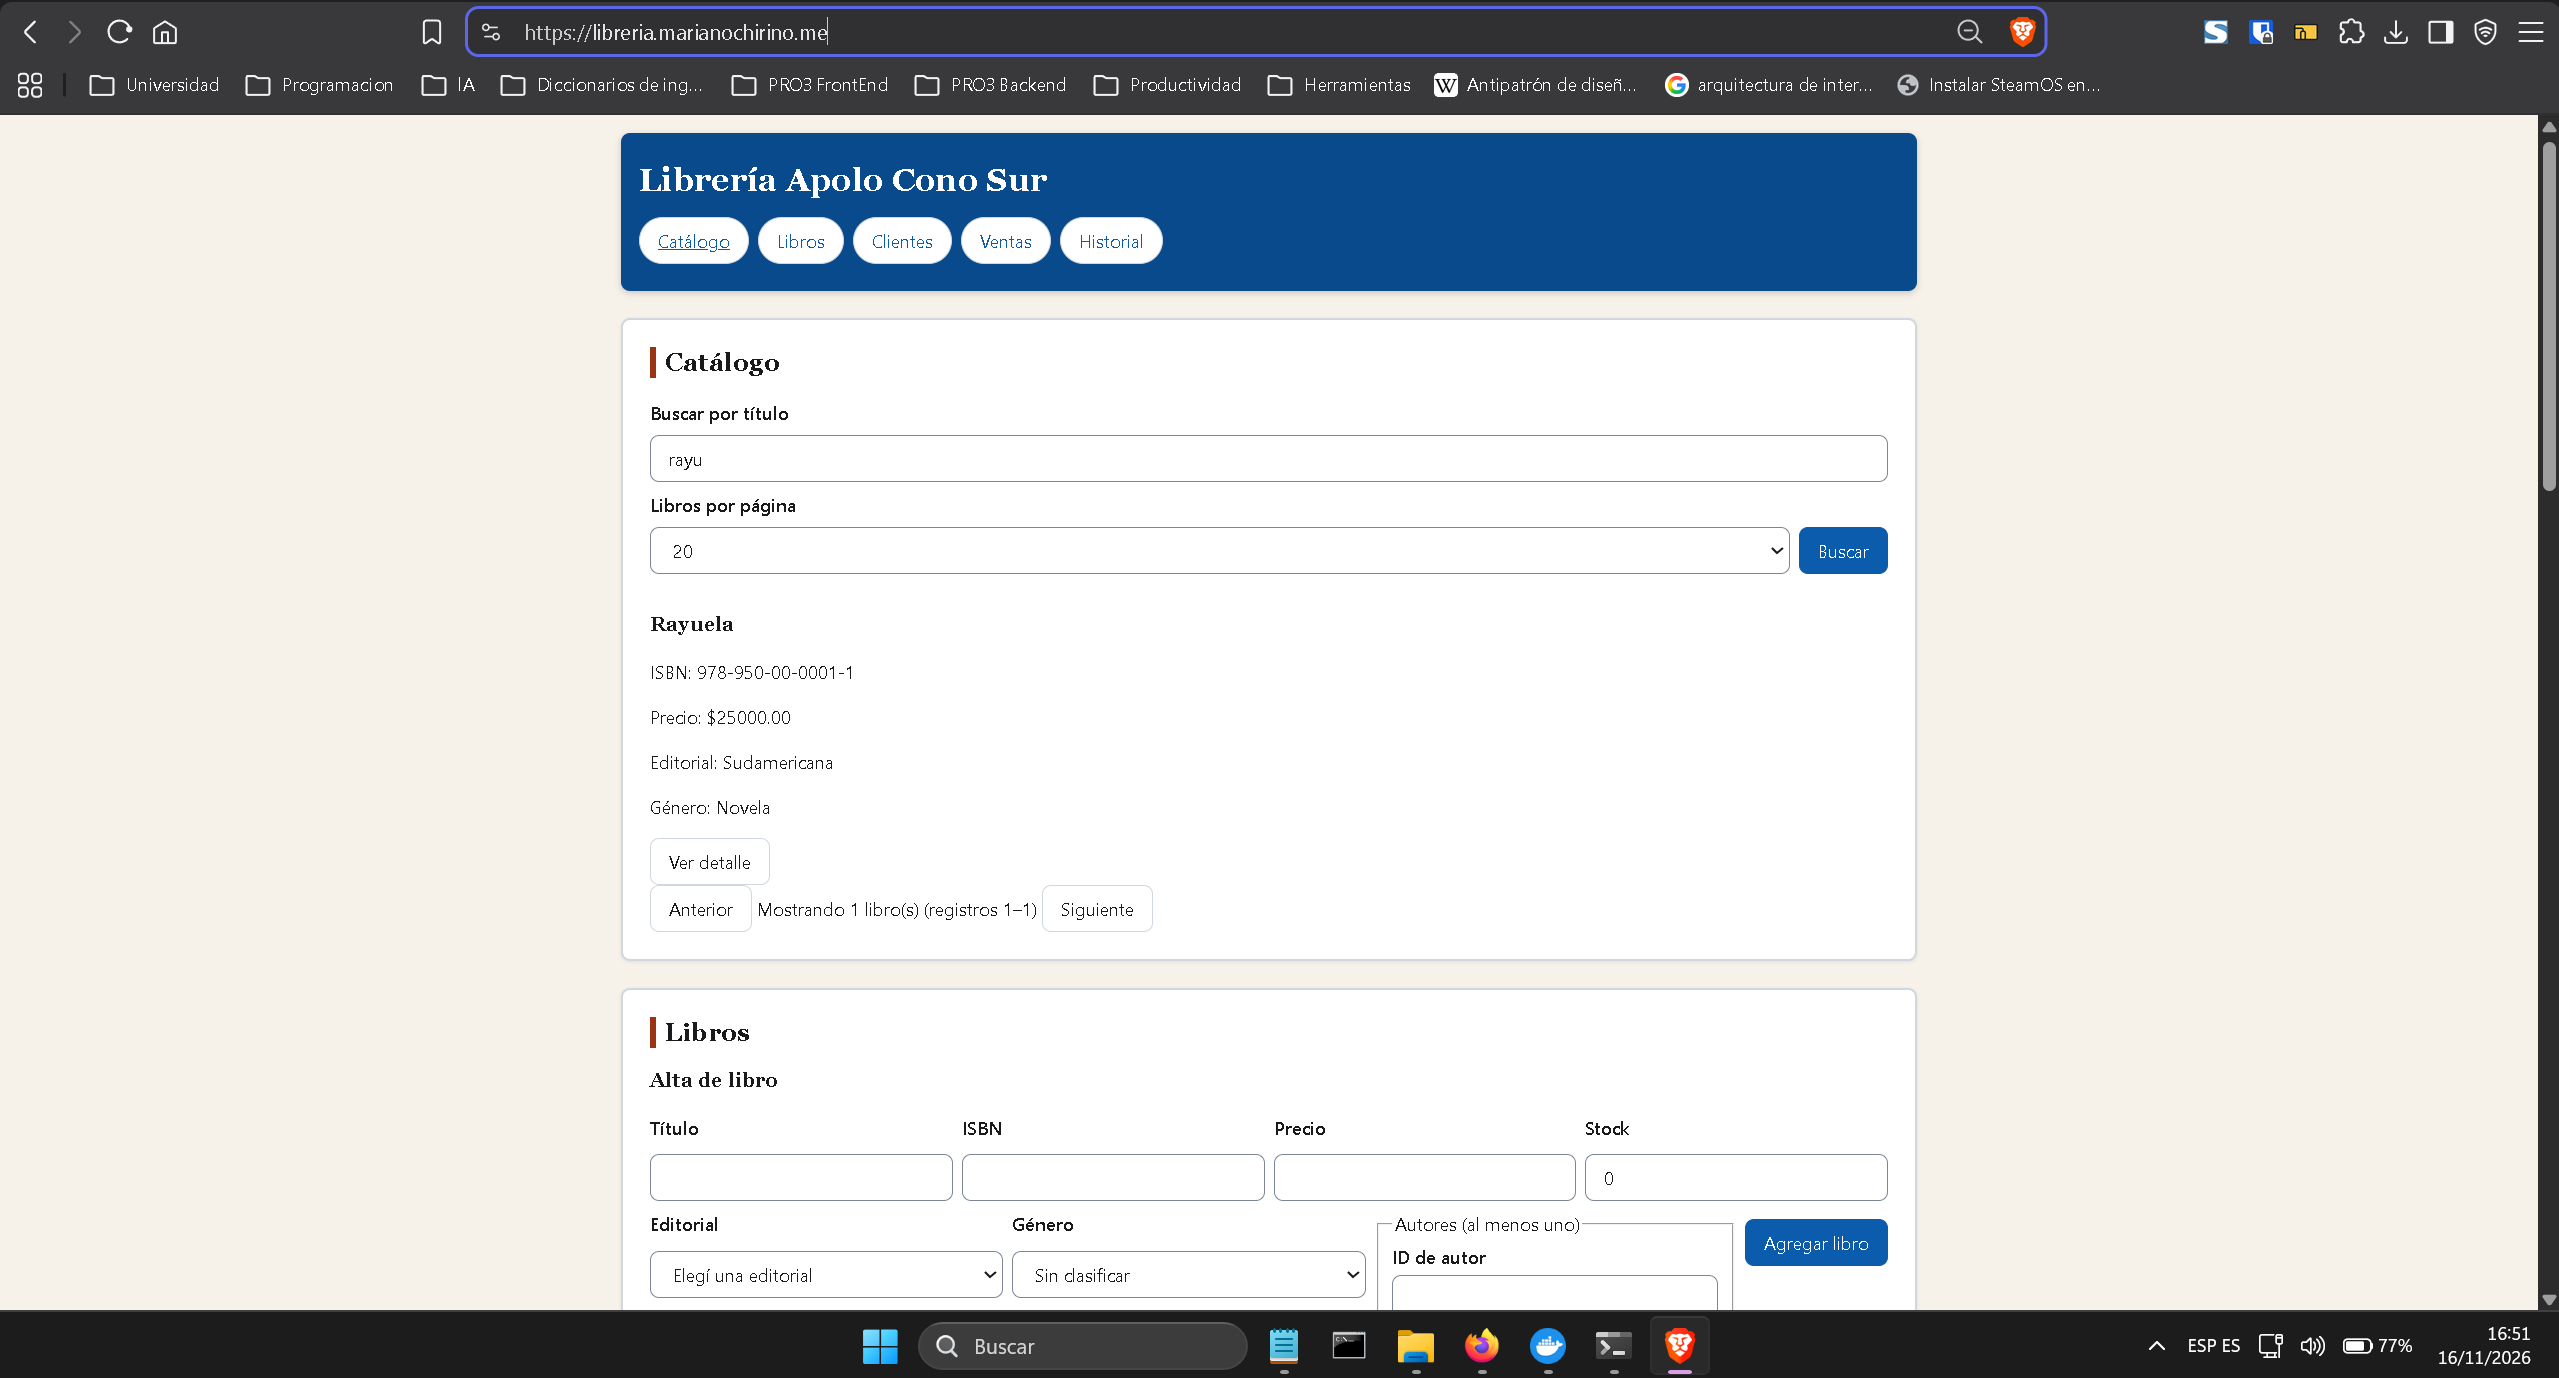 https://libreria.marianochirino.me
Universidad Programacion IA Diccionarios de ing... PRO3 FrontEnd PRO3 Backend Productividad Herramientas Antipatrón de diseñ... arquitectura de inter... Instalar SteamOS en...
Librería Apolo Cono Sur
Catálogo Libros Clientes Ventas Historial
Catálogo
Buscar por título
rayu
Libros por página
20 Buscar
Rayuela
ISBN: 978-950-00-0001-1
Precio: $25000.00
Editorial: Sudamericana
Género: Novela
Ver detalle
Anterior Mostrando 1 libro(s) (registros 1–1) Siguiente
Libros
Alta de libro
Título ISBN Precio Stock
0
Editorial Género Autores (al menos uno) Agregar libro
ID de autor
Elegí una editorial Sin clasificar
Buscar ESP ES 77% 16:51
16/11/2026